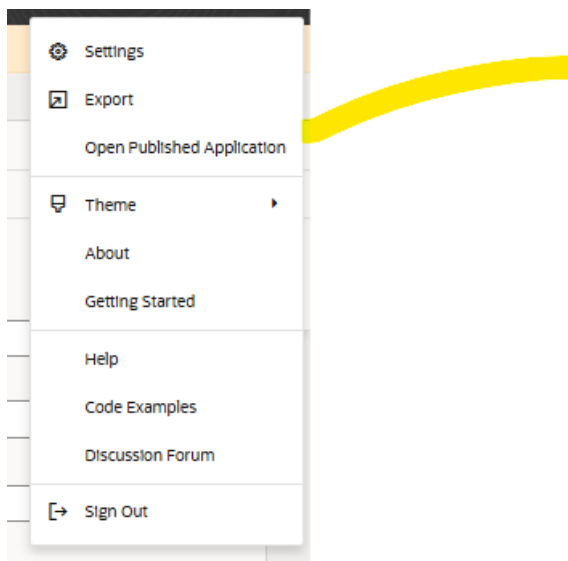 Settings
Export
Open Published Application
Theme
About
Getting Started
Help
Code Examples
Discussion Forum
Sign Out